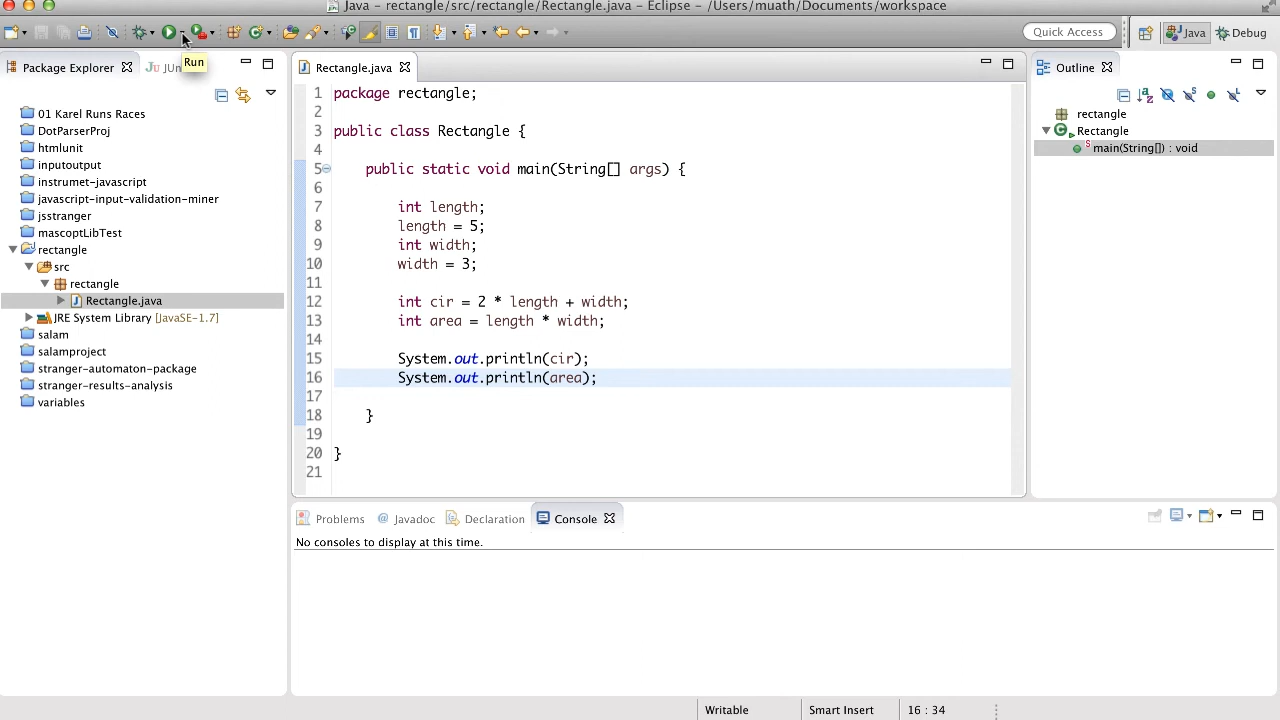 Java – rectangle/src/rectangle/Rectangle.java – Eclipse – /Users/muath/Documents/workspace
Run
Quick Access
Java
Debug
Package Explorer
Ju
JUn
01 Karel Runs Races
DotParserProj
htmlunit
inputoutput
instrumet-javascript
javascript-input-validation-miner
jsstranger
mascoptLibTest
rectangle
src
rectangle
Rectangle.java
JRE System Library [JavaSE-1.7]
salam
salamproject
stranger-automaton-package
stranger-results-analysis
variables
Rectangle.java
1 package rectangle;
2
3 public class Rectangle {
4
5 public static void main(String[] args) {
6
7 int length;
8 length = 5;
9 int width;
10 width = 3;
11
12 int cir = 2 * length + width;
13 int area = length * width;
14
15 System.out.println(cir);
16 System.out.println(area);
17
18 }
19
20 }
21
Outline
rectangle
Rectangle
main(String[]) : void
Problems
@ Javadoc
Declaration
Console
No consoles to display at this time.
Writable
Smart Insert
16 : 34